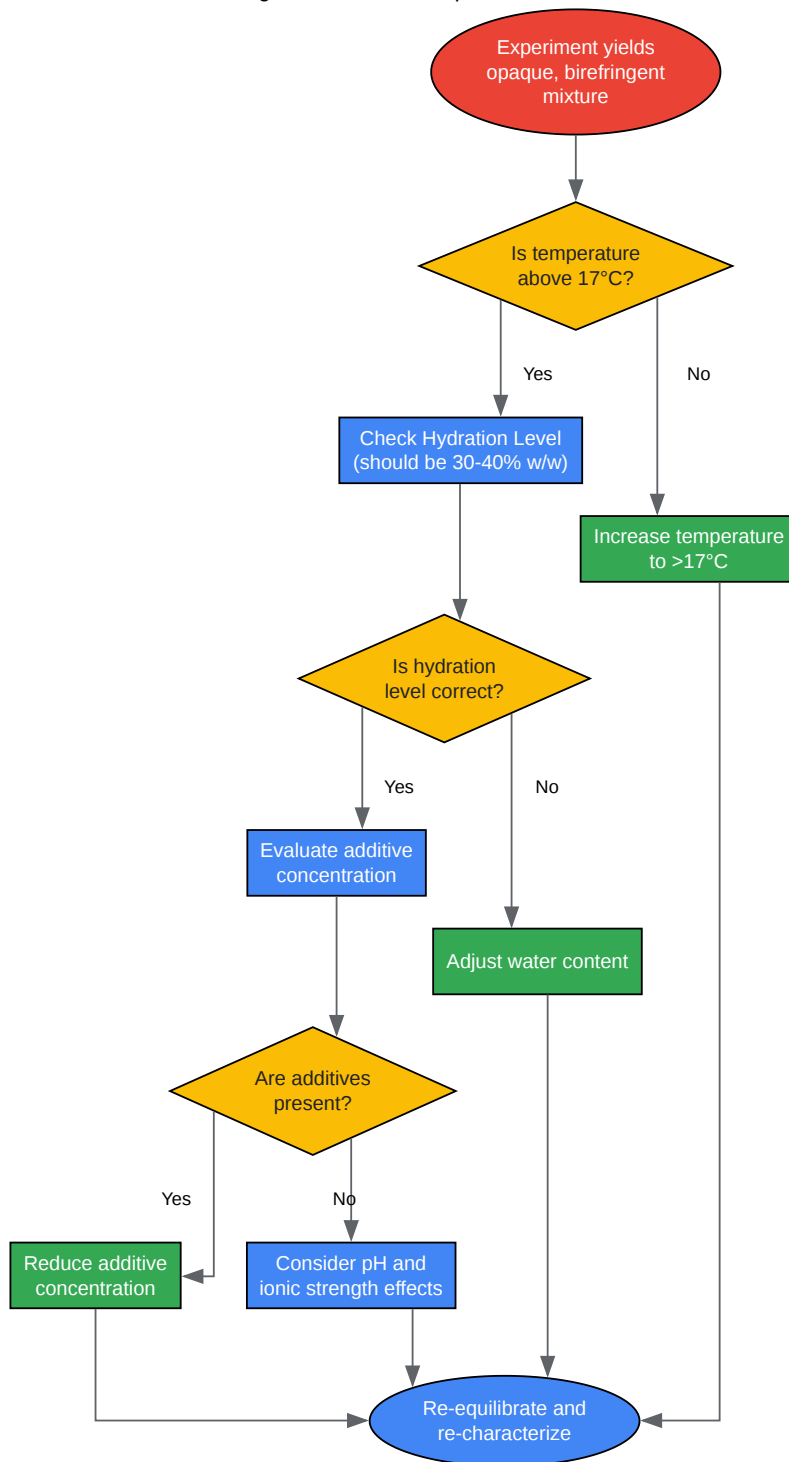 Experiment yields
opaque, birefringent
mixture
Is temperature
above 17°C?
Yes
No
Check Hydration Level
(should be 30-40% w/w)
Increase temperature
to >17°C
Is hydration
level correct?
Yes
No
Evaluate additive
concentration
Adjust water content
Are additives
present?
Yes
No
Reduce additive
concentration
Consider pH and
ionic strength effects
Re-equilibrate and
re-characterize